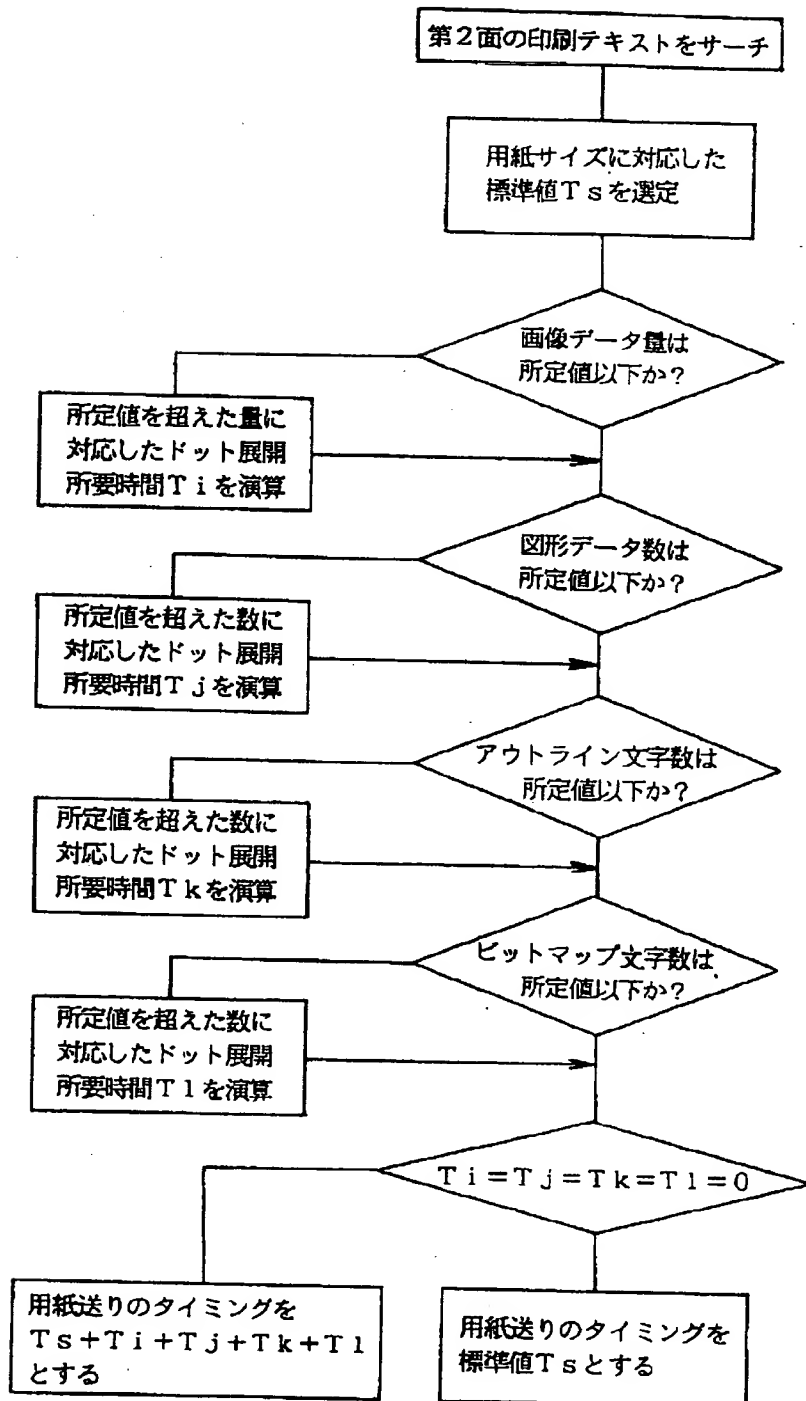 第2面の印刷テキストをサーチ
用紙サイズに対応した
標準値Ｔｓを選定
画像データ量は
所定値以下か？
所定値を超えた量に
対応したドット展開
所要時間Ｔｉを演算
図形データ数は
所定値以下か？
所定値を超えた数に
対応したドット展開
所要時間Ｔｊを演算
アウトライン文字数は
所定値以下か？
所定値を超えた数に
対応したドット展開
所要時間Ｔｋを演算
ビットマップ文字数は
所定値以下か？
所定値を超えた数に
対応したドット展開
所要時間Ｔｌを演算
Ｔｉ＝Ｔｊ＝Ｔｋ＝Ｔｌ＝０
用紙送りのタイミングを
Ｔｓ＋Ｔｉ＋Ｔｊ＋Ｔｋ＋Ｔｌ
とする
用紙送りのタイミングを
標準値Ｔｓとする